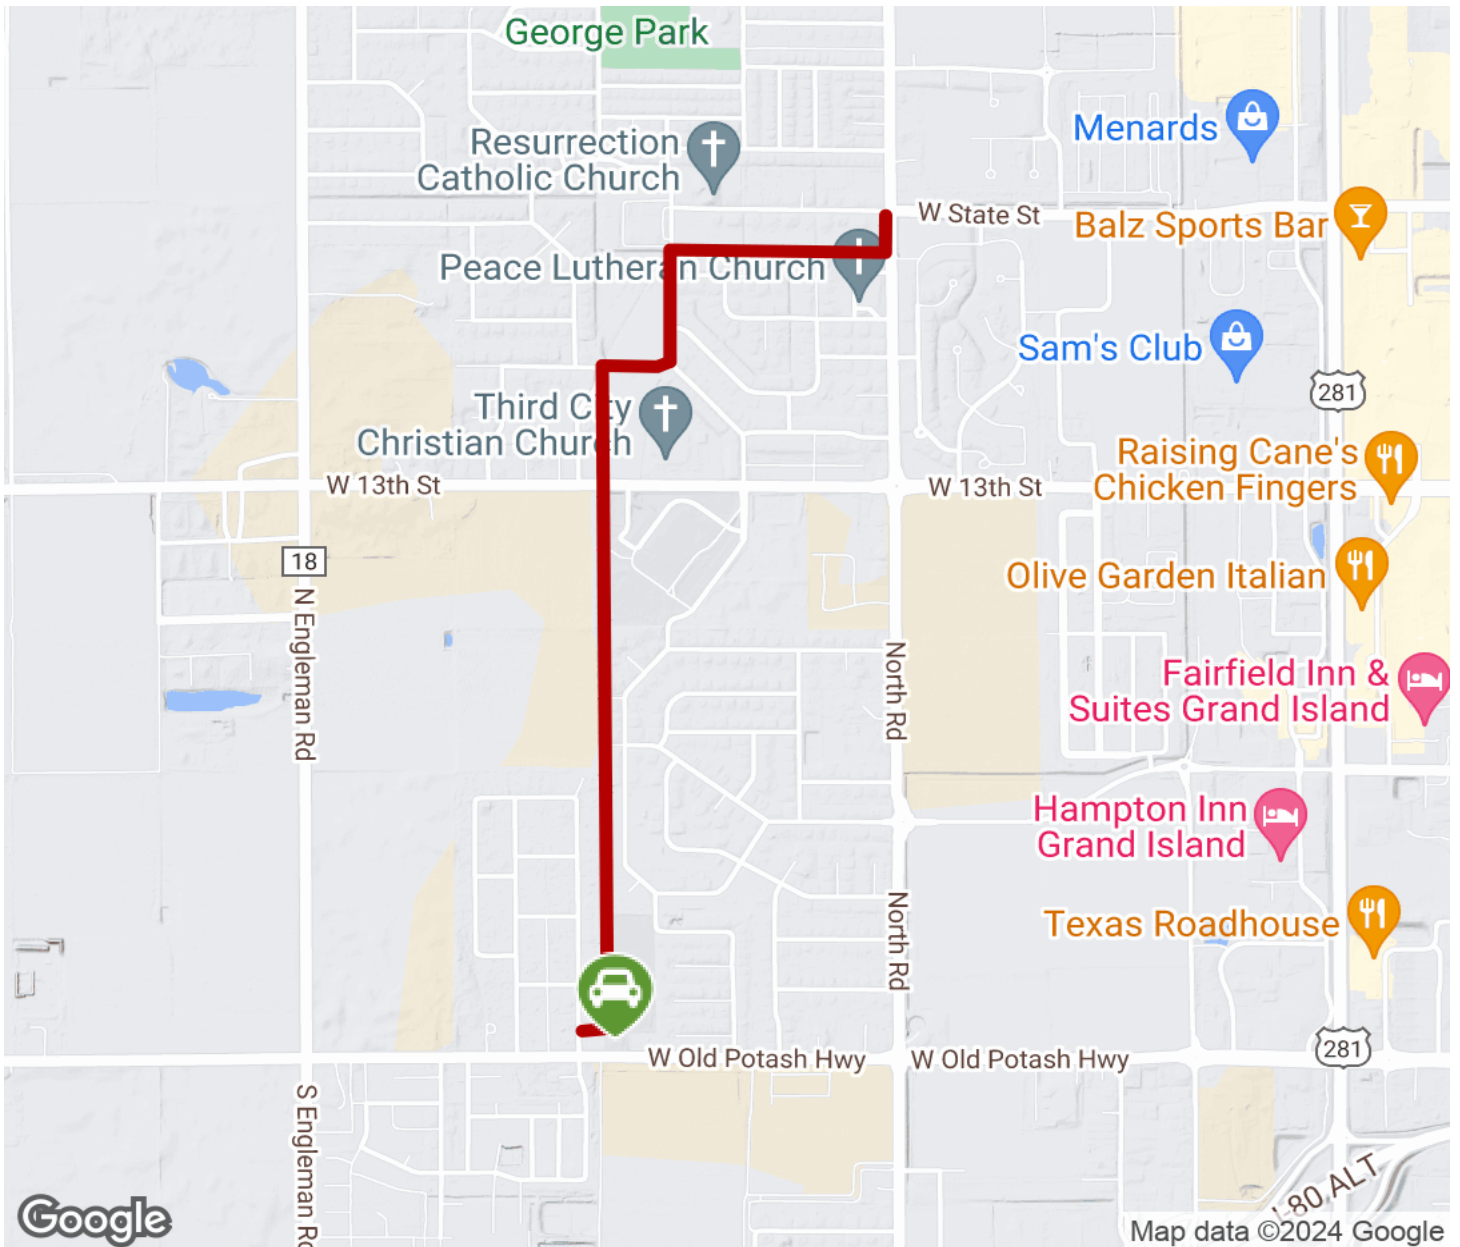 George Park
Resurrection
Catholic Church
Menards
W State St
Balz Sports Bar
Peace Lutheran Church
Sam's Club
281
Third City
Christian Church
Raising Cane's
Chicken Fingers
W 13th St
W 13th St
18
Olive Garden Italian
N Engleman Rd
North Rd
Fairfield Inn &
Suites Grand Island
Hampton Inn
Grand Island
North Rd
Texas Roadhouse
W Old Potash Hwy
W Old Potash Hwy
281
S Engleman Rd
I-80 ALT
Google
Map data ©2024 Google